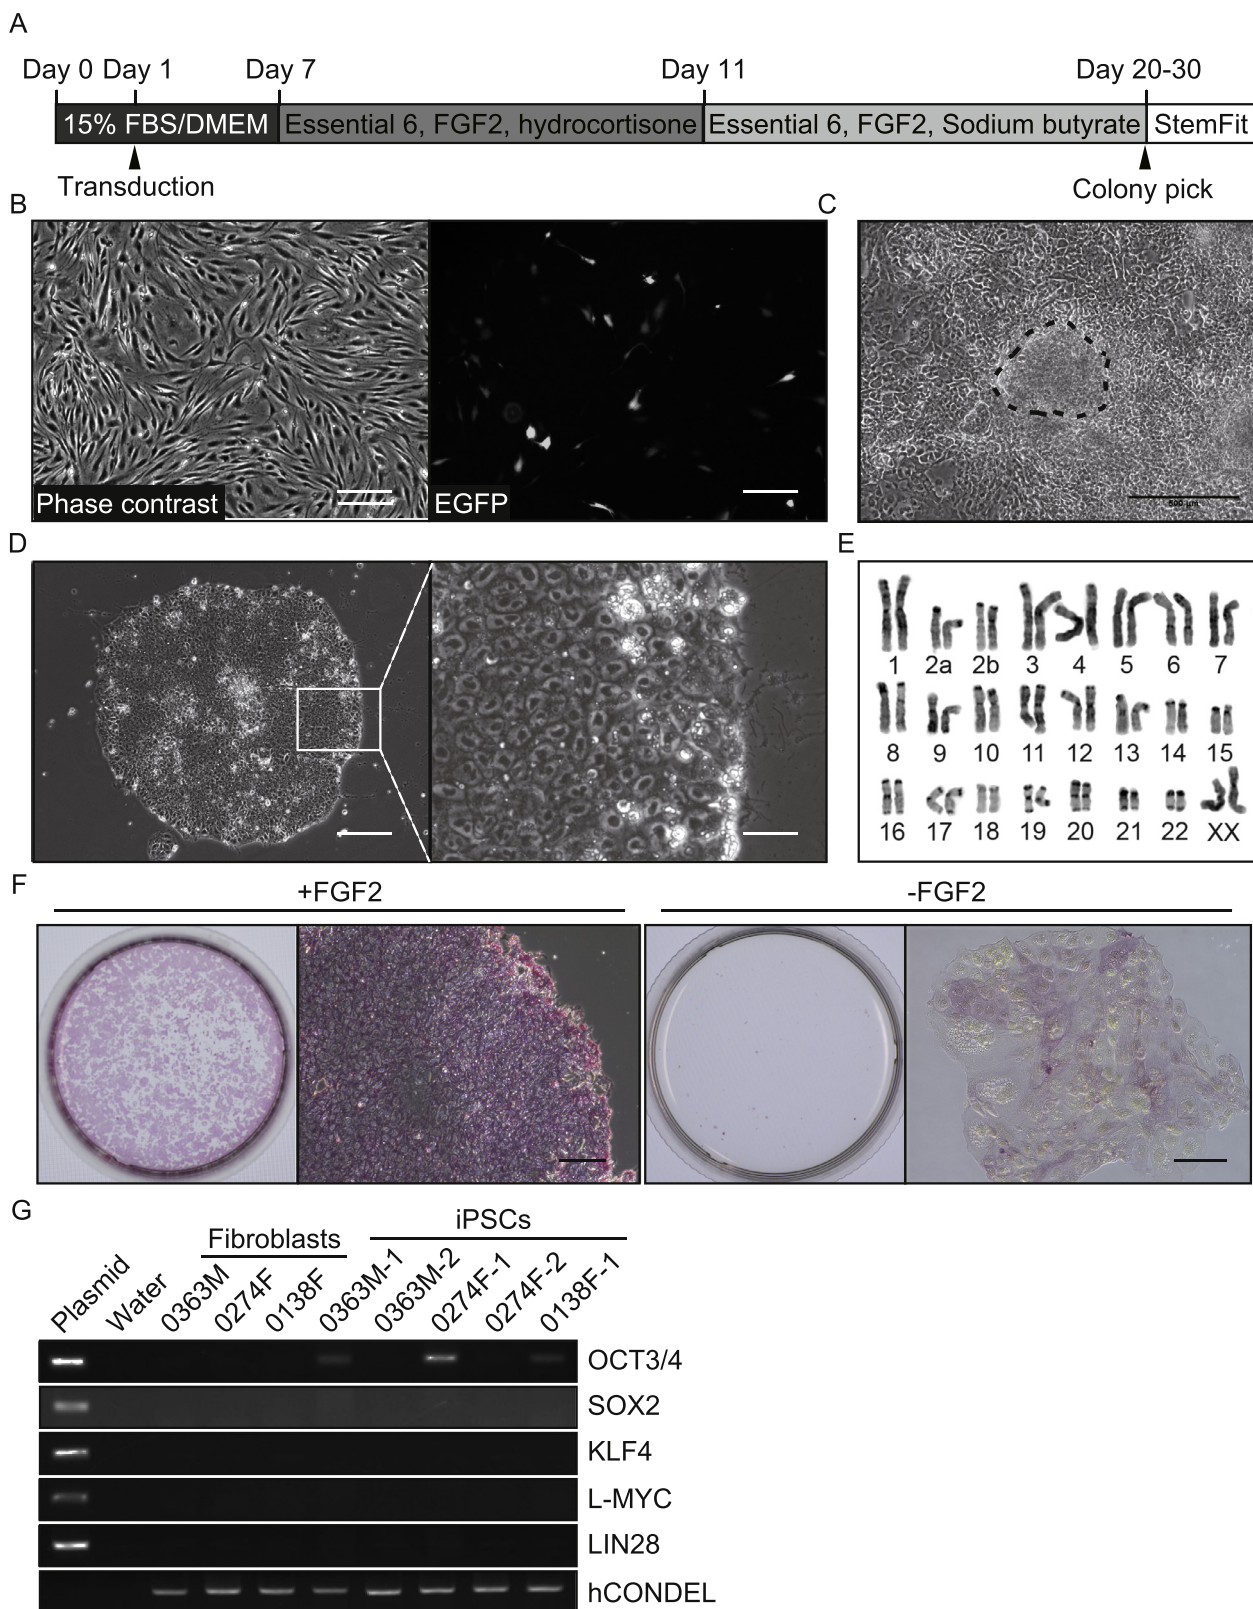 A
Day 0 Day 1 Day 7 Day 11 Day 20-30
15% FBS/DMEM Essential 6, FGF2, hydrocortisone Essential 6, FGF2, Sodium butyrate StemFit
Transduction Colony pick
B
Phase contrast EGFP
C
500 µm
D
E
1 2a 2b 3 4 5 6 7
8 9 10 11 12 13 14 15
16 17 18 19 20 21 22 XX
F
+FGF2 -FGF2
G
Fibroblasts iPSCs
Plasmid Water 0363M 0274F 0138F 0363M-1 0363M-2 0274F-1 0274F-2 0138F-1
OCT3/4
SOX2
KLF4
L-MYC
LIN28
hCONDEL